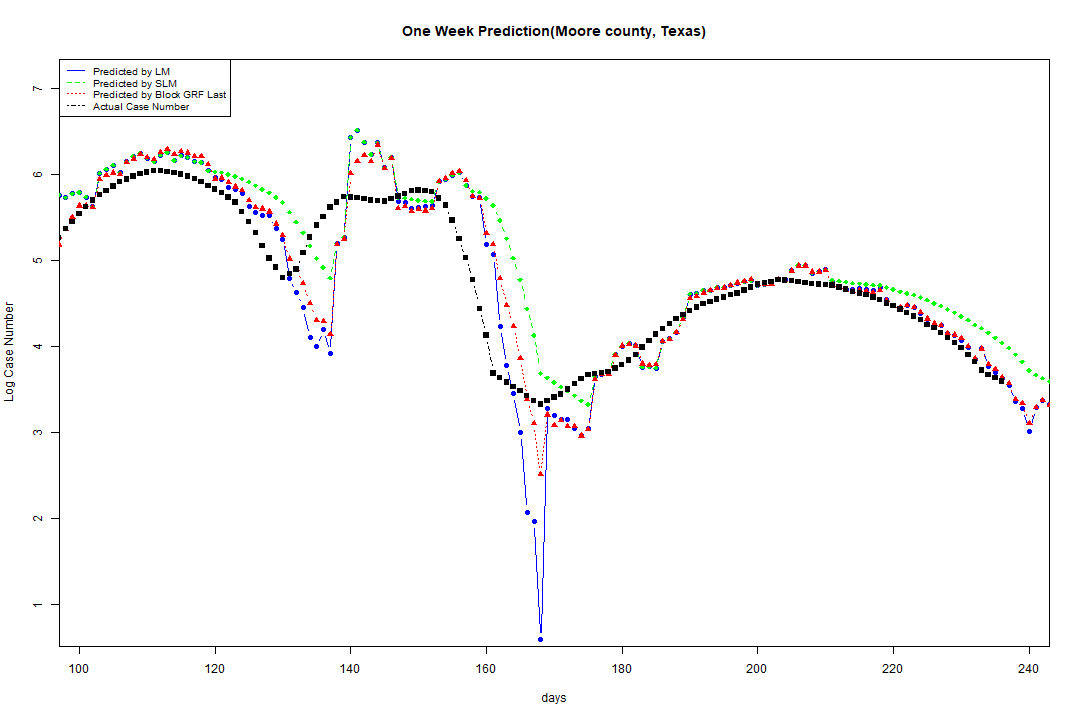 One Week Prediction(Moore county, Texas)
Predicted by LM
Predicted by SLM
Predicted by Block GRF Last
Actual Case Number
Log Case Number
7
6
5
4
3
2
1
100 120 140 160 180 200 220 240
days